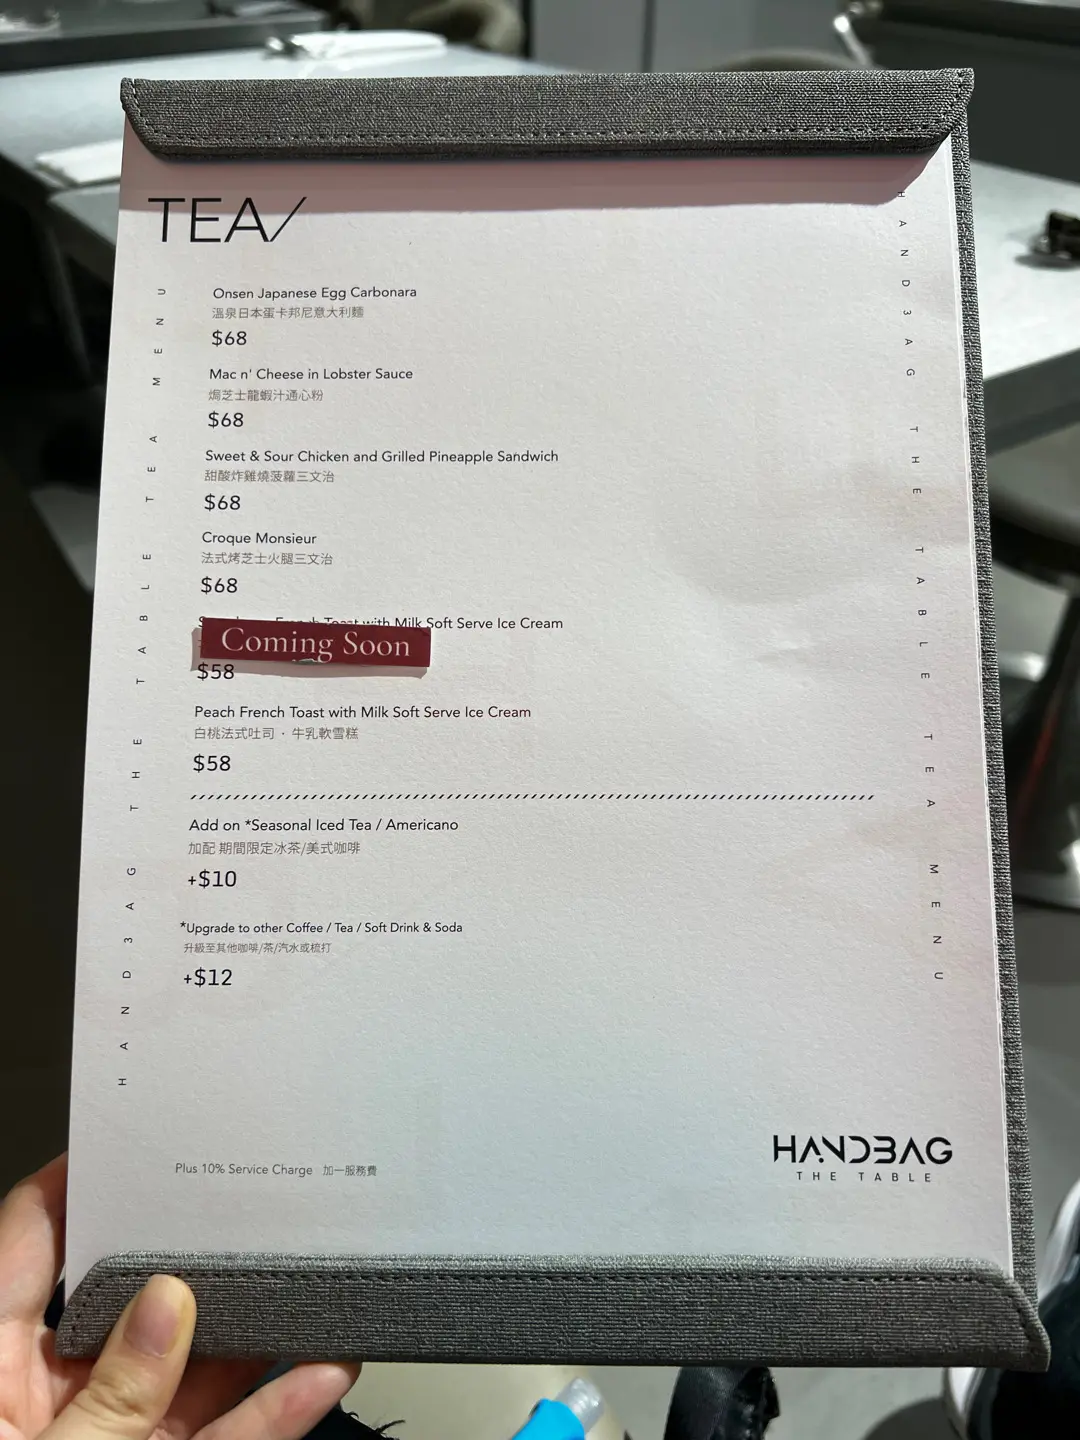 TEA/
Onsen Japanese Egg Carbonara
溫泉日本蛋卡邦尼意大利麵
$68
Mac n' Cheese in Lobster Sauce
焗芝士龍蝦汁通心粉
$68
Sweet & Sour Chicken and Grilled Pineapple Sandwich
甜酸炸雞燒菠蘿三文治
$68
Croque Monsieur
法式烤芝士火腿三文治
$68
French Toast with Milk Soft Serve Ice Cream
Coming Soon
$58
Peach French Toast with Milk Soft Serve Ice Cream
白桃法式吐司・牛乳軟雪糕
$58
Add on *Seasonal Iced Tea / Americano
加配 期間限定冰茶/美式咖啡
+$10
*Upgrade to other Coffee / Tea / Soft Drink & Soda
升級至其他咖啡/茶/汽水或梳打
+$12
Plus 10% Service Charge 加一服務費
HANDBAG
THE TABLE
HAND3AG THE TABLE TEA MENU
HAND3AG THE TABLE TEA MENU